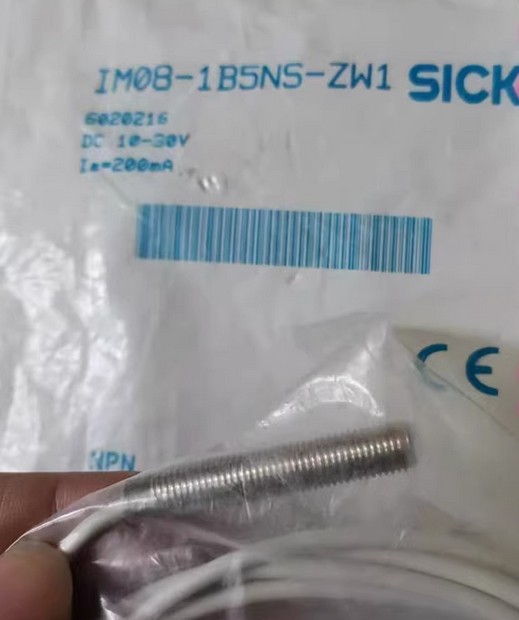 IM08-1B5NS-ZW1 SICK
6020216
DC 10-30V
Ia=200mA
CE
NPN